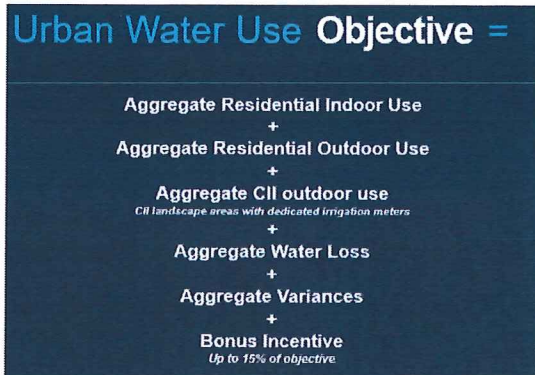 Urban Water Use Objective =
Aggregate Residential Indoor Use
+
Aggregate Residential Outdoor Use
+
Aggregate CII outdoor use
CII landscape areas with dedicated irrigation meters
+
Aggregate Water Loss
+
Aggregate Variances
+
Bonus Incentive
Up to 15% of objective